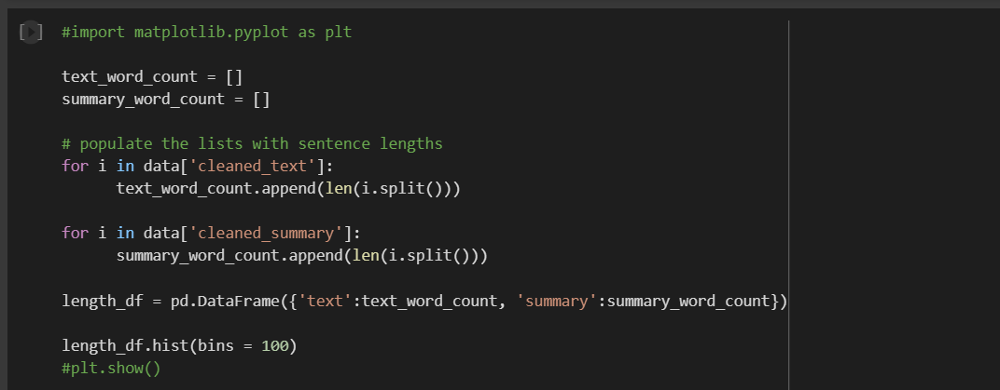 #import matplotlib.pyplot as plt
text_word_count = []
summary_word_count = []
# populate the lists with sentence lengths
for i in data['cleaned_text']:
      text_word_count.append(len(i.split()))
for i in data['cleaned_summary']:
      summary_word_count.append(len(i.split()))
length_df = pd.DataFrame({'text':text_word_count, 'summary':summary_word_count})
length_df.hist(bins = 100)
#plt.show()